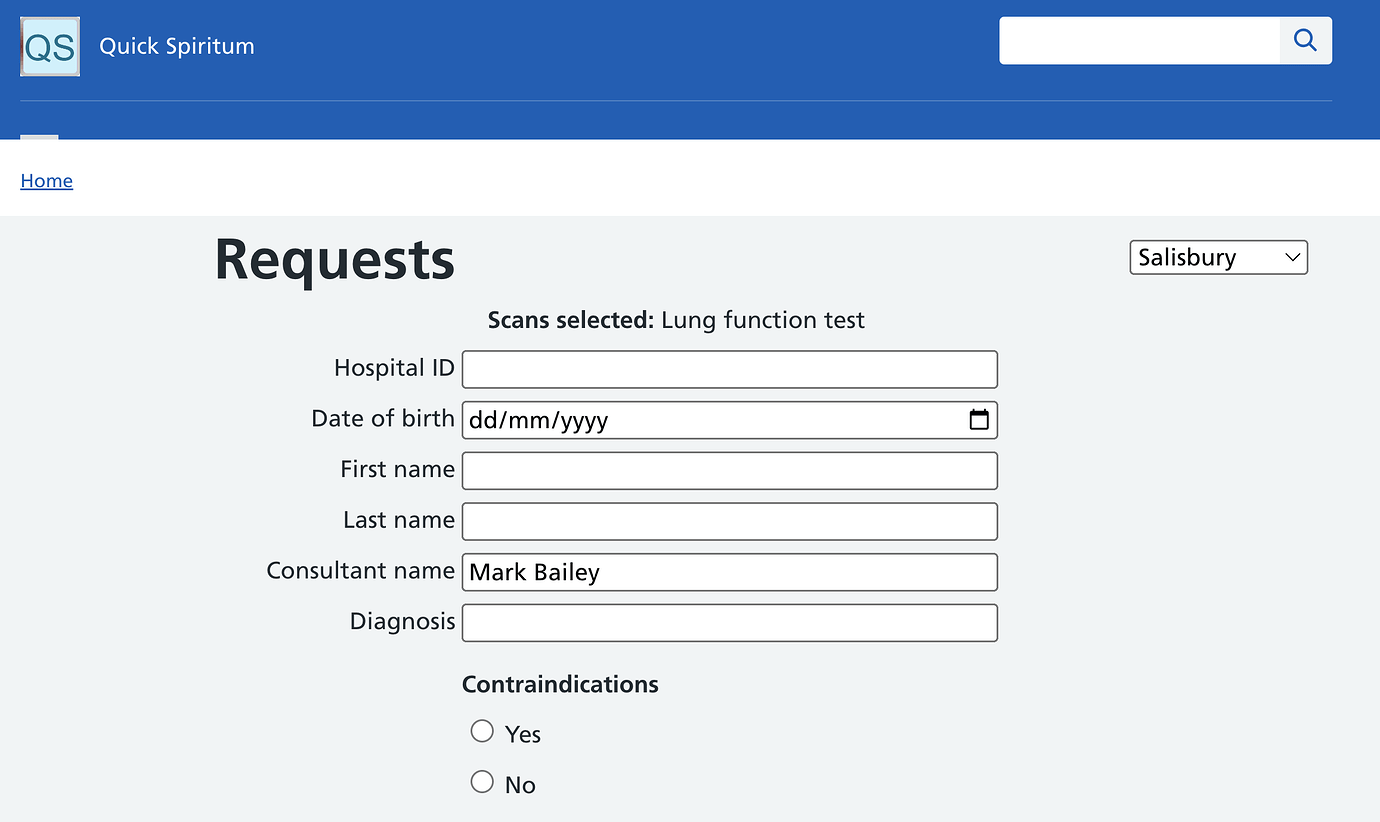 QS Quick Spiritum
Home
Requests
Salisbury
Scans selected: Lung function test
Hospital ID
Date of birth dd/mm/yyyy
First name
Last name
Consultant name Mark Bailey
Diagnosis
Contraindications
Yes
No